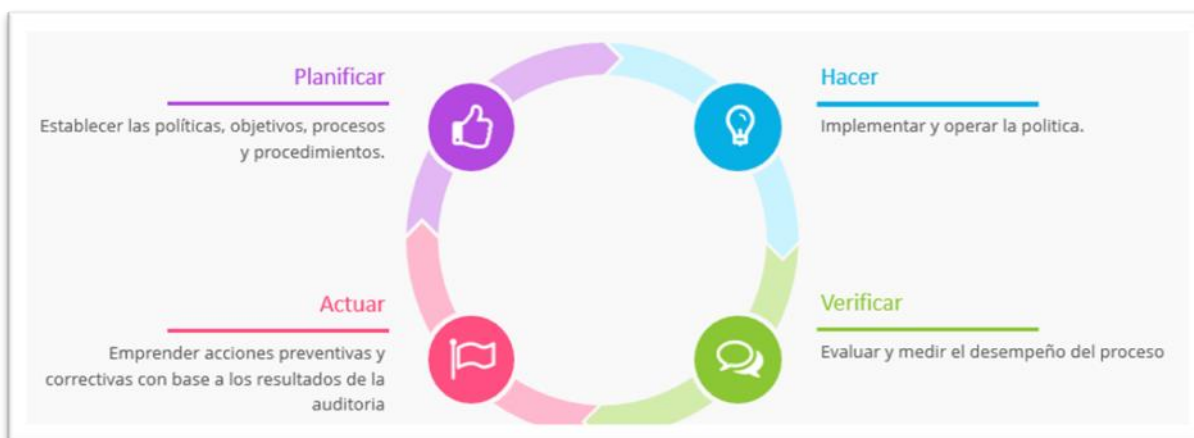 Planificar
Establecer las políticas, objetivos, procesos
y procedimientos.
Hacer
Implementar y operar la politica.
Actuar
Emprender acciones preventivas y
correctivas con base a los resultados de la
auditoria
Verificar
Evaluar y medir el desempeño del proceso